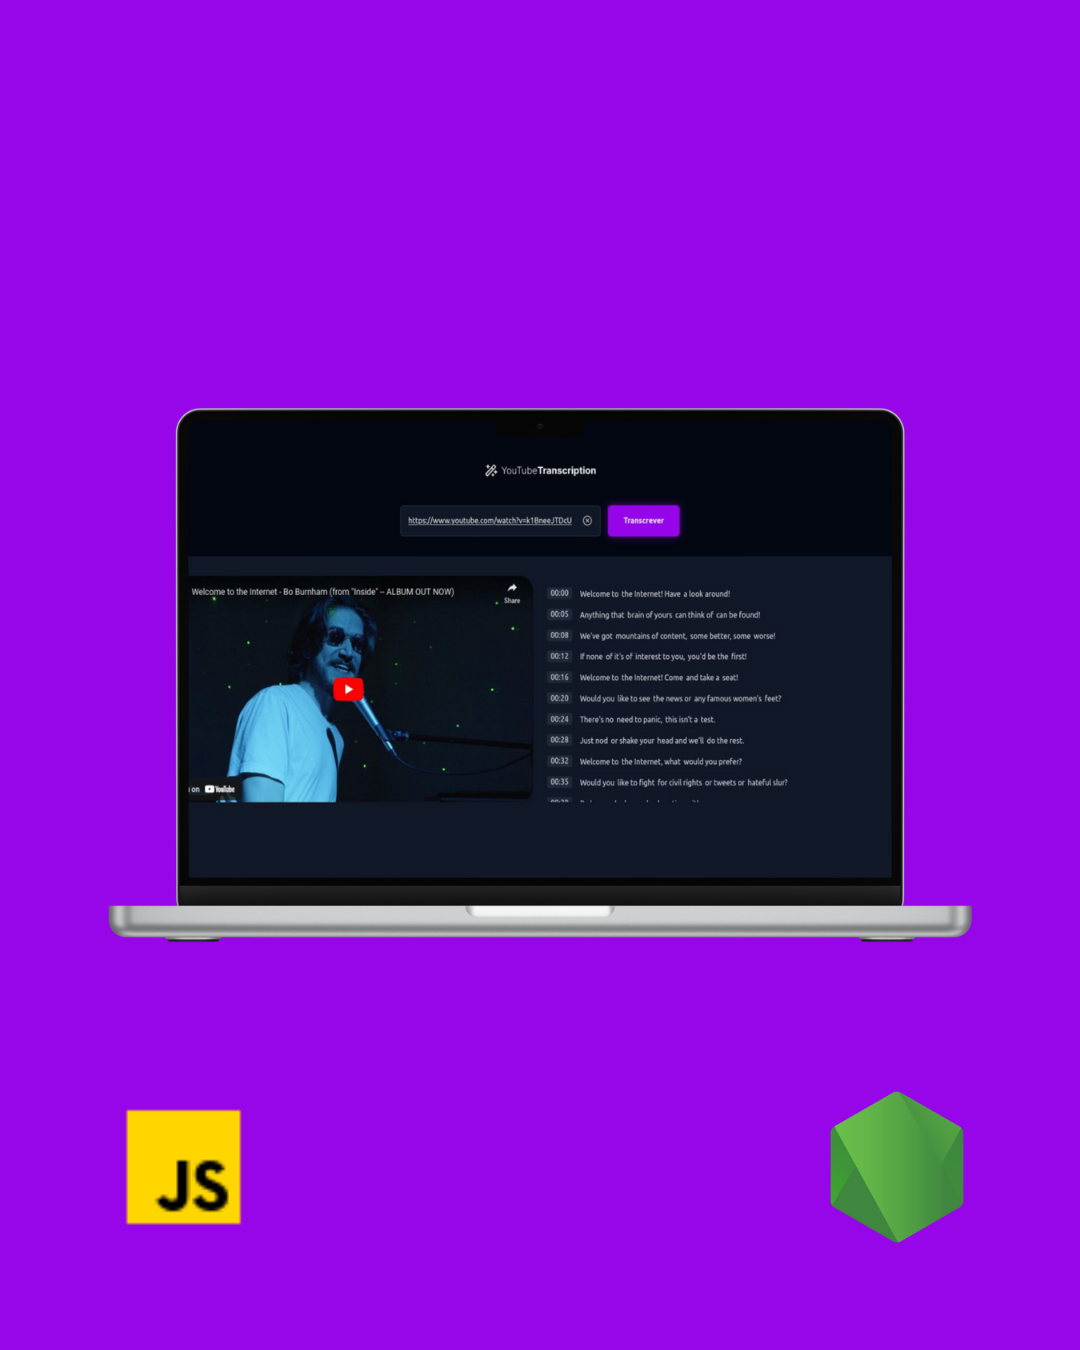 YouTubeTranscription
https://www.youtube.com/watch?v=k1BneeJTDcU
Transcrever
Welcome to the Internet - Bo Burnham (from "Inside" – ALBUM OUT NOW)
Share
on YouTube
00:00 Welcome to the Internet! Have a look around!
00:05 Anything that brain of yours can think of can be found!
00:08 We've got mountains of content, some better, some worse!
00:12 If none of it's of interest to you, you'd be the first!
00:16 Welcome to the Internet! Come and take a seat!
00:20 Would you like to see the news or any famous women's feet?
00:24 There's no need to panic, this isn't a test.
00:28 Just nod or shake your head and we'll do the rest.
00:32 Welcome to the Internet, what would you prefer?
00:35 Would you like to fight for civil rights or tweets or hateful slur?
JS